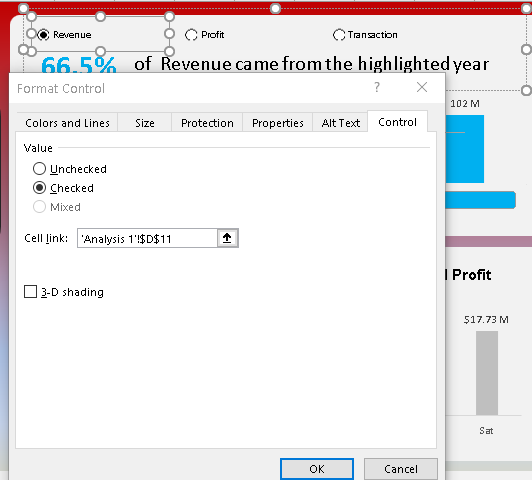 Revenue Profit Transaction
66.5% of Revenue came from the highlighted year
Format Control ?
102 M
Colors and Lines Size Protection Properties Alt Text Control
Value
Unchecked
Checked
Mixed
Cell link: 'Analysis 1'!$D$11
Profit
3-D shading
$17.73 M
Sat
OK Cancel